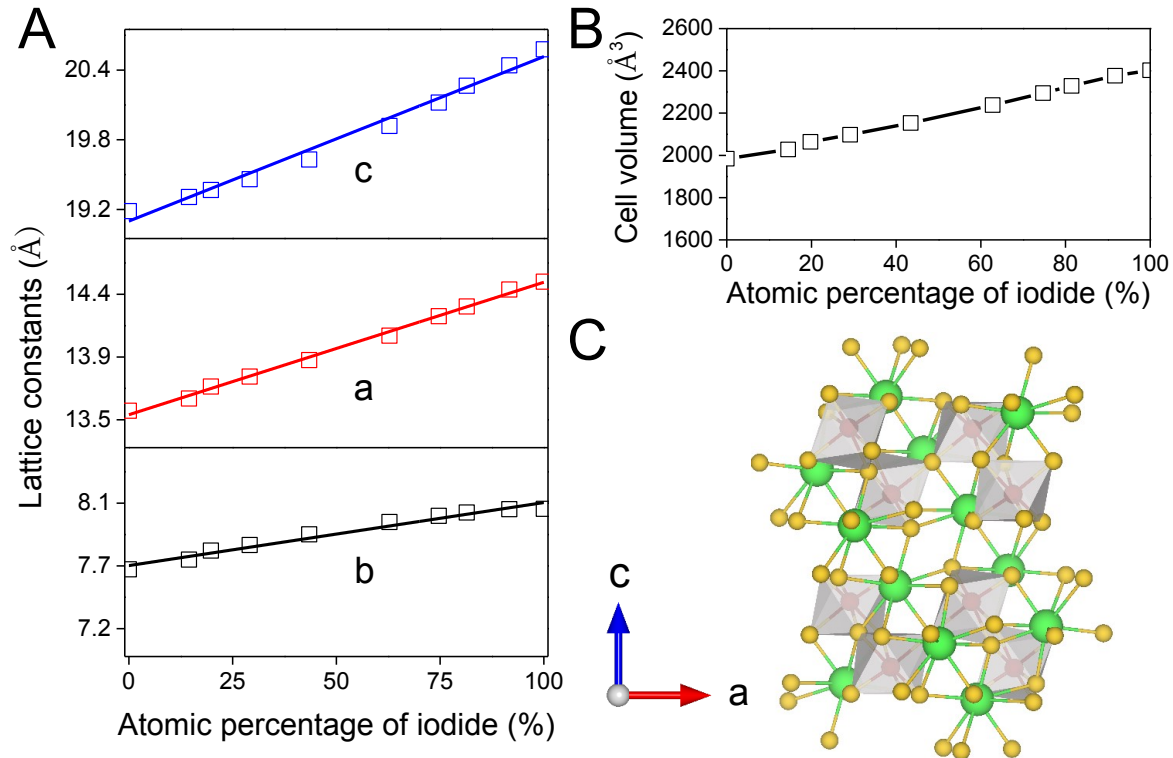 A
Lattice constants (Å)
20.4
19.8
19.2
c
14.4
13.9
13.5
a
8.1
7.7
7.2
b
0
25
50
75
100
Atomic percentage of iodide (%)
B
Cell volume (Å³)
2600
2400
2200
2000
1800
1600
0
20
40
60
80
100
Atomic percentage of iodide (%)
C
c
a